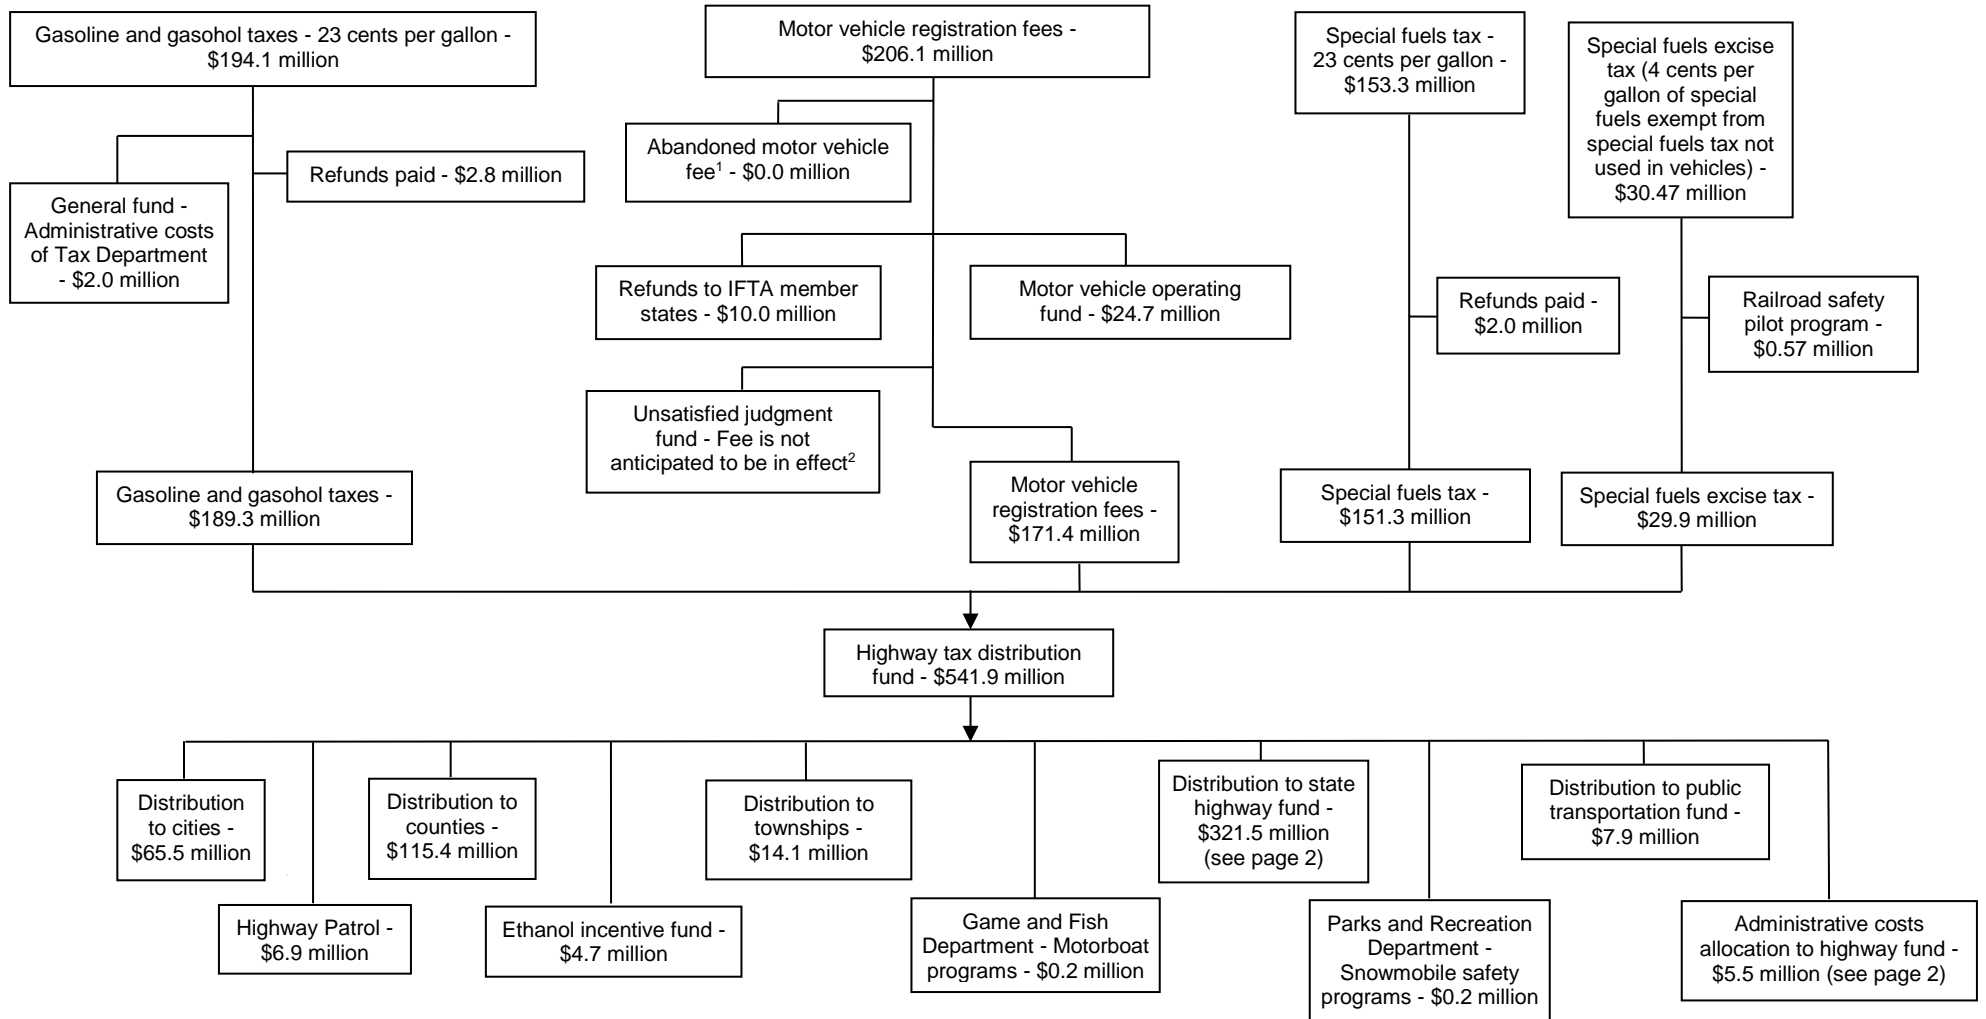 Gasoline and gasohol taxes - 23 cents per gallon -
$194.1 million
Motor vehicle registration fees -
$206.1 million
Special fuels tax -
23 cents per gallon -
$153.3 million
Special fuels excise
tax (4 cents per
gallon of special
fuels exempt from
special fuels tax not
used in vehicles) -
$30.47 million
Abandoned motor vehicle
fee¹ - $0.0 million
Refunds paid - $2.8 million
General fund -
Administrative costs
of Tax Department
- $2.0 million
Refunds to IFTA member
states - $10.0 million
Motor vehicle operating
fund - $24.7 million
Refunds paid -
$2.0 million
Railroad safety
pilot program -
$0.57 million
Unsatisfied judgment
fund - Fee is not
anticipated to be in effect²
Gasoline and gasohol taxes -
$189.3 million
Motor vehicle
registration fees -
$171.4 million
Special fuels tax -
$151.3 million
Special fuels excise tax -
$29.9 million
Highway tax distribution
fund - $541.9 million
Distribution
to cities -
$65.5 million
Distribution to
counties -
$115.4 million
Distribution to
townships -
$14.1 million
Distribution to state
highway fund -
$321.5 million
(see page 2)
Distribution to public
transportation fund -
$7.9 million
Highway Patrol -
$6.9 million
Ethanol incentive fund -
$4.7 million
Game and Fish
Department - Motorboat
programs - $0.2 million
Parks and Recreation
Department -
Snowmobile safety
programs - $0.2 million
Administrative costs
allocation to highway fund -
$5.5 million (see page 2)